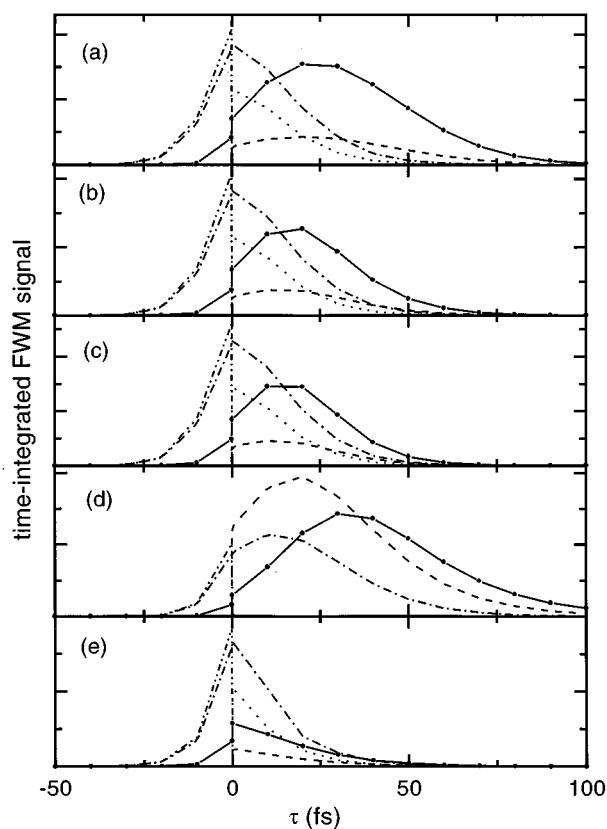 (a)
(b)
(c)
(d)
(e)
time-integrated FWM signal
-50
0
50
100
τ (fs)